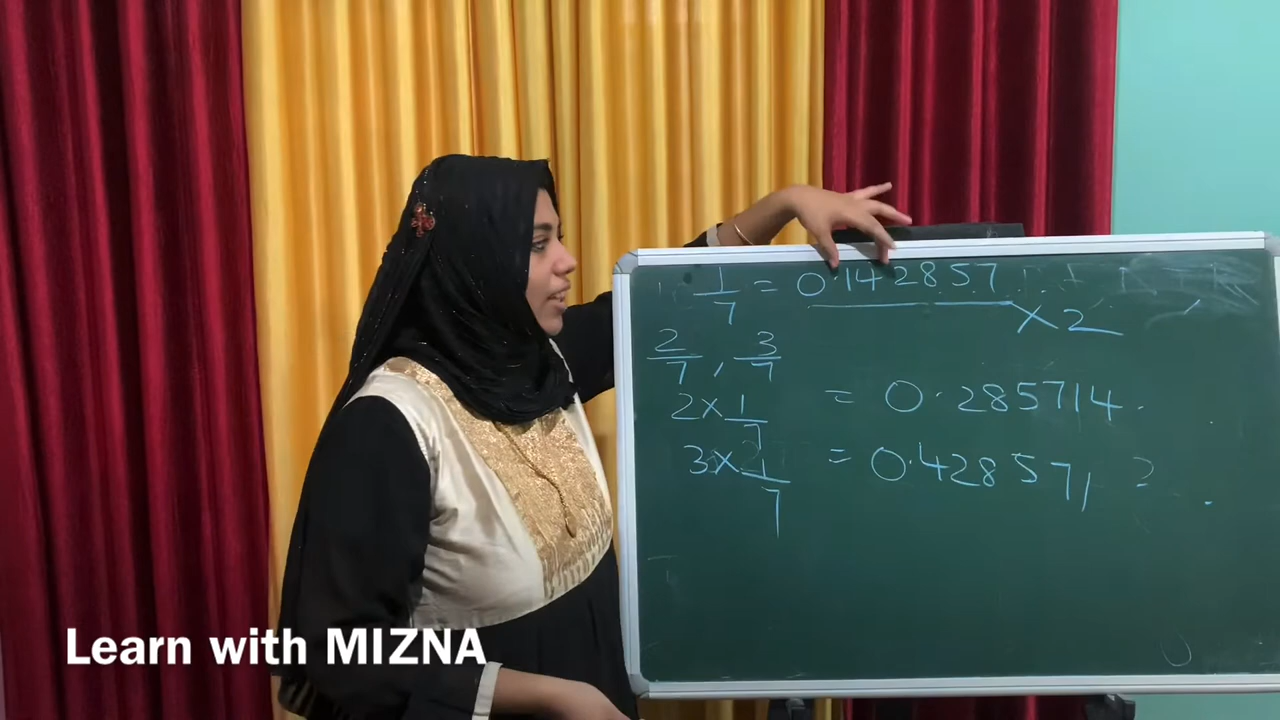 1/7 = 0.142857
× 2
2/7 , 3/7
2 × 1/7 = 0.285714
3 × 1/7 = 0.428571
Learn with MIZNA